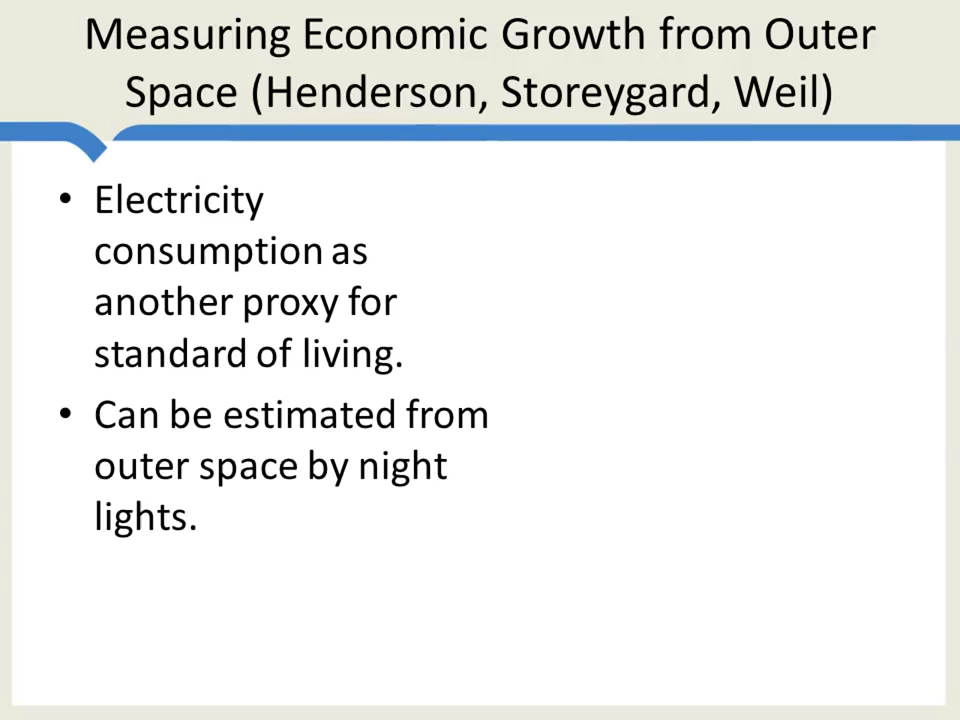 Measuring Economic Growth from Outer
Space (Henderson, Storeygard, Weil)
• Electricity
consumption as
another proxy for
standard of living.
• Can be estimated from
outer space by night
lights.